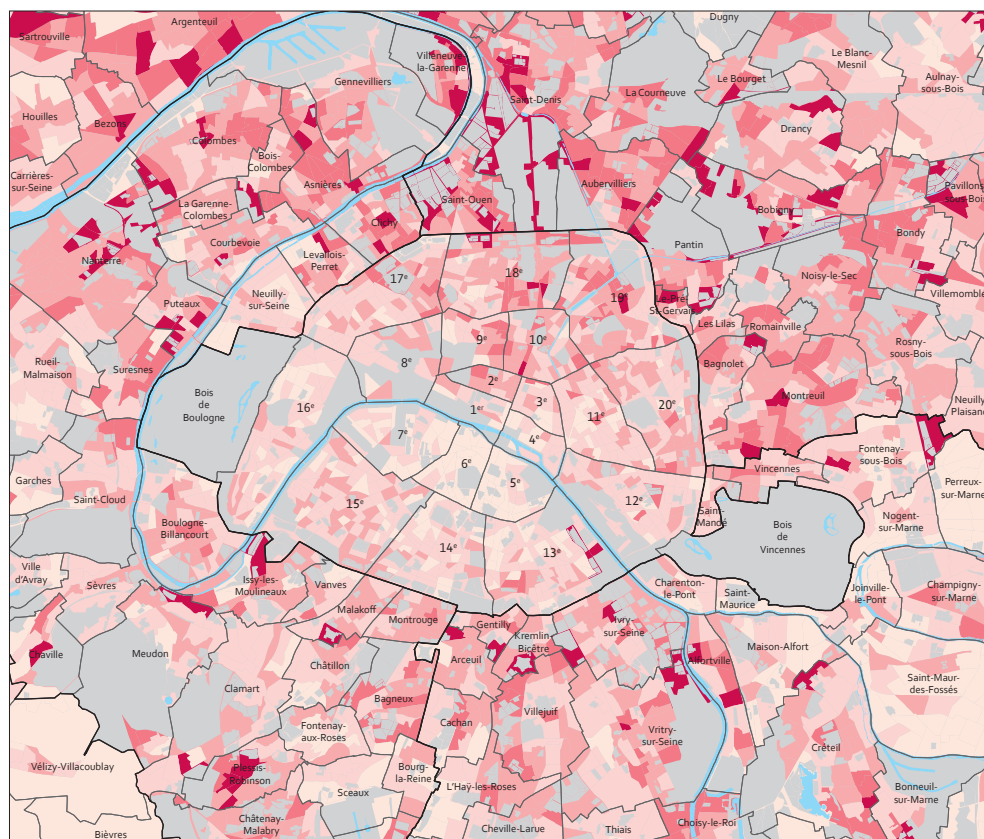 Dugny
Argenteuil
Sartrouville
Villeneuve-
la-Garenne
Le Blanc-
Mesnil
Gennevilliers
Le Bourget
Aulnay-
sous-Bois
La Courneuve
Saint-Denis
Houilles
Bezons
Drancy
Colombes
Bois-
Colombes
Carrières-
sur-Seine
Asnières
Aubervilliers
Pavillons-
sous-Bois
Saint-Ouen
La Garenne-
Colombes
Bobigny
Clichy
Bondy
Courbevoie
Pantin
Levallois-
Perret
Nanterre
18e
17e
Noisy-le-Sec
Neuilly-
sur-Seine
Villemomble
19e
Le-Pré-
St-Gervais
Puteaux
Les Lilas
Romainville
9e
10e
Rosny-
sous-Bois
Rueil-
Malmaison
8e
Bagnolet
Suresnes
2e
Bois
de
Boulogne
Montreuil
Neuilly
Plaisance
3e
20e
16e
1er
11e
7e
4e
Fontenay-
sous-Bois
6e
Vincennes
Garches
5e
Perreux-
sur-Marne
Saint-Cloud
15e
12e
Saint-
Mandé
Nogent-
sur-Marne
Boulogne-
Billancourt
Bois
de
Vincennes
14e
13e
Ville
d'Avray
Sèvres
Issy-les-
Moulineaux
Vanves
Charenton-
le-Pont
Saint-
Maurice
Joinville-
le-Pont
Champigny-
sur-Marne
Malakoff
Montrouge
Gentilly
Ivry-
sur-Seine
Kremlin-
Bicêtre
Chaville
Meudon
Maison-Alfort
Arceuil
Alfortville
Châtillon
Saint-Maur-
des-Fossés
Clamart
Bagneux
Villejuif
Cachan
Fontenay-
aux-Roses
Vitry-
sur-Seine
Créteil
Vélizy-Villacoublay
Plessis-
Robinson
Bourg-
la-Reine
L'Haÿ-les-Roses
Sceaux
Bonneuil-
sur-Marne
Châtenay-
Malabry
Cheville-Larue
Thiais
Choisy-le-Roi
Bièvres